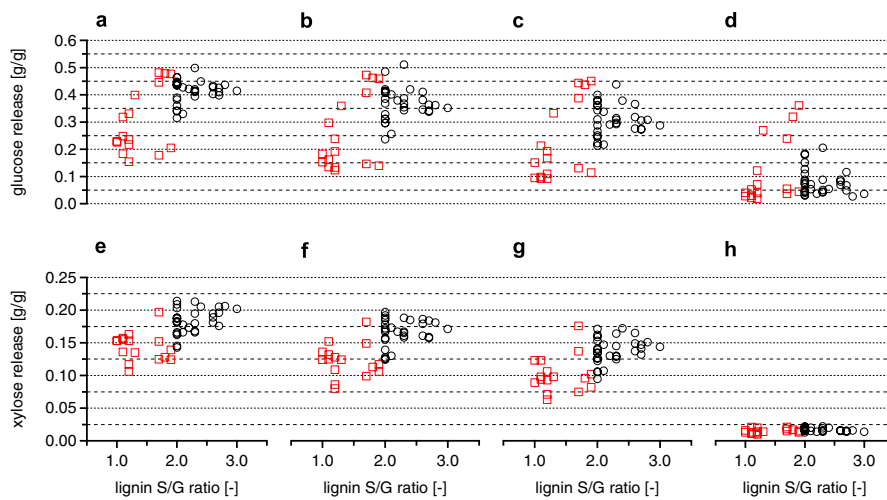 a b c d
glucose release [g/g]
0.6
0.5
0.4
0.3
0.2
0.1
0.0
e f g h
xylose release [g/g]
0.25
0.20
0.15
0.10
0.05
0.00
1.0 2.0 3.0 1.0 2.0 3.0 1.0 2.0 3.0 1.0 2.0 3.0
lignin S/G ratio [-] lignin S/G ratio [-] lignin S/G ratio [-] lignin S/G ratio [-]